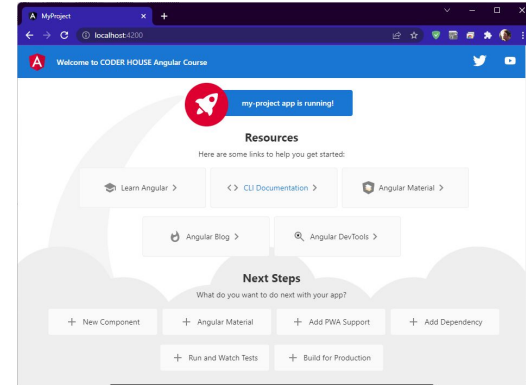 MyProject
localhost:4200
Welcome to CODER HOUSE Angular Course
my-project app is running!
Resources
Here are some links to help you get started:
Learn Angular
CLI Documentation
Angular Material
Angular Blog
Angular DevTools
Next Steps
What do you want to do next with your app?
New Component
Angular Material
Add PWA Support
Add Dependency
Run and Watch Tests
Build for Production